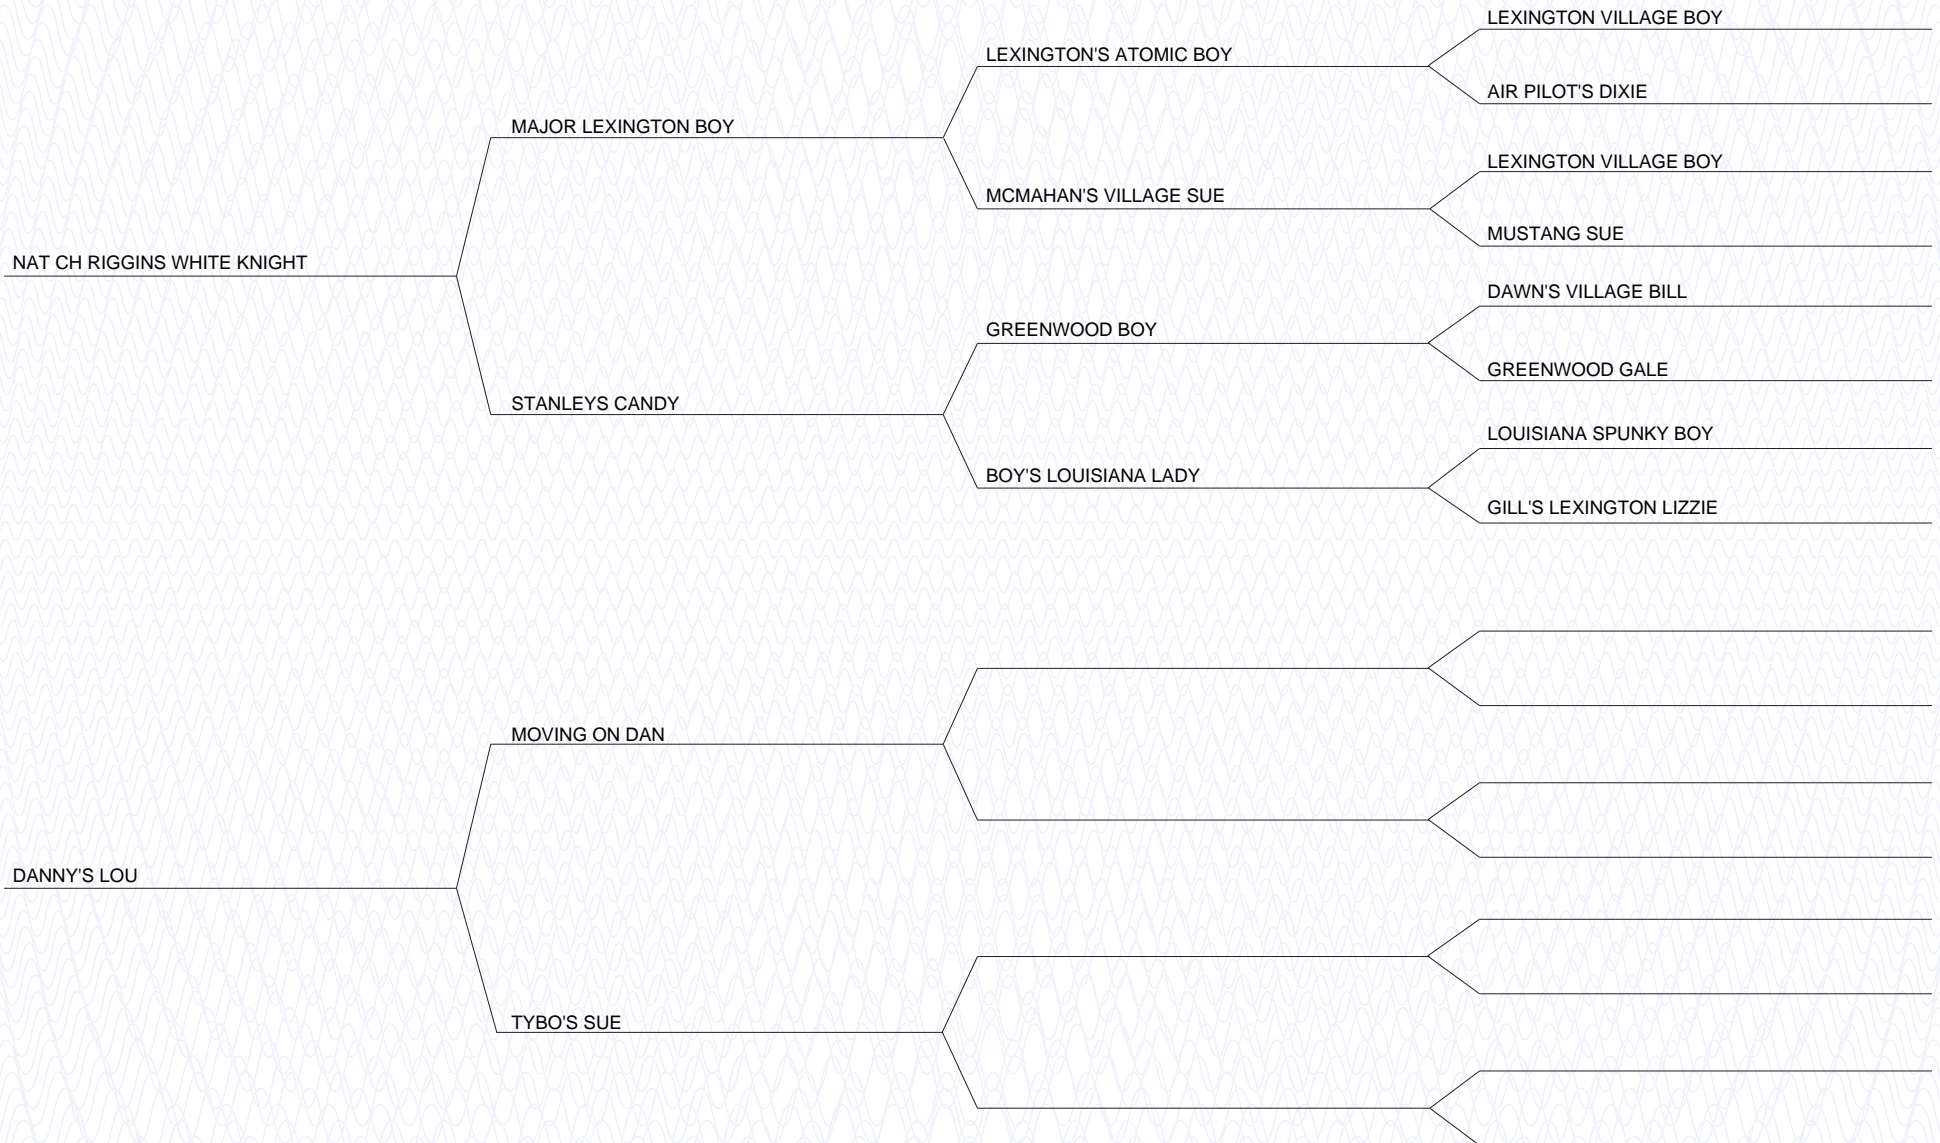 LEXINGTON VILLAGE BOY
LEXINGTON'S ATOMIC BOY
AIR PILOT'S DIXIE
MAJOR LEXINGTON BOY
LEXINGTON VILLAGE BOY
MCMAHAN'S VILLAGE SUE
MUSTANG SUE
NAT CH RIGGINS WHITE KNIGHT
DAWN'S VILLAGE BILL
GREENWOOD BOY
GREENWOOD GALE
STANLEYS CANDY
LOUISIANA SPUNKY BOY
BOY'S LOUISIANA LADY
GILL'S LEXINGTON LIZZIE
MOVING ON DAN
DANNY'S LOU
TYBO'S SUE